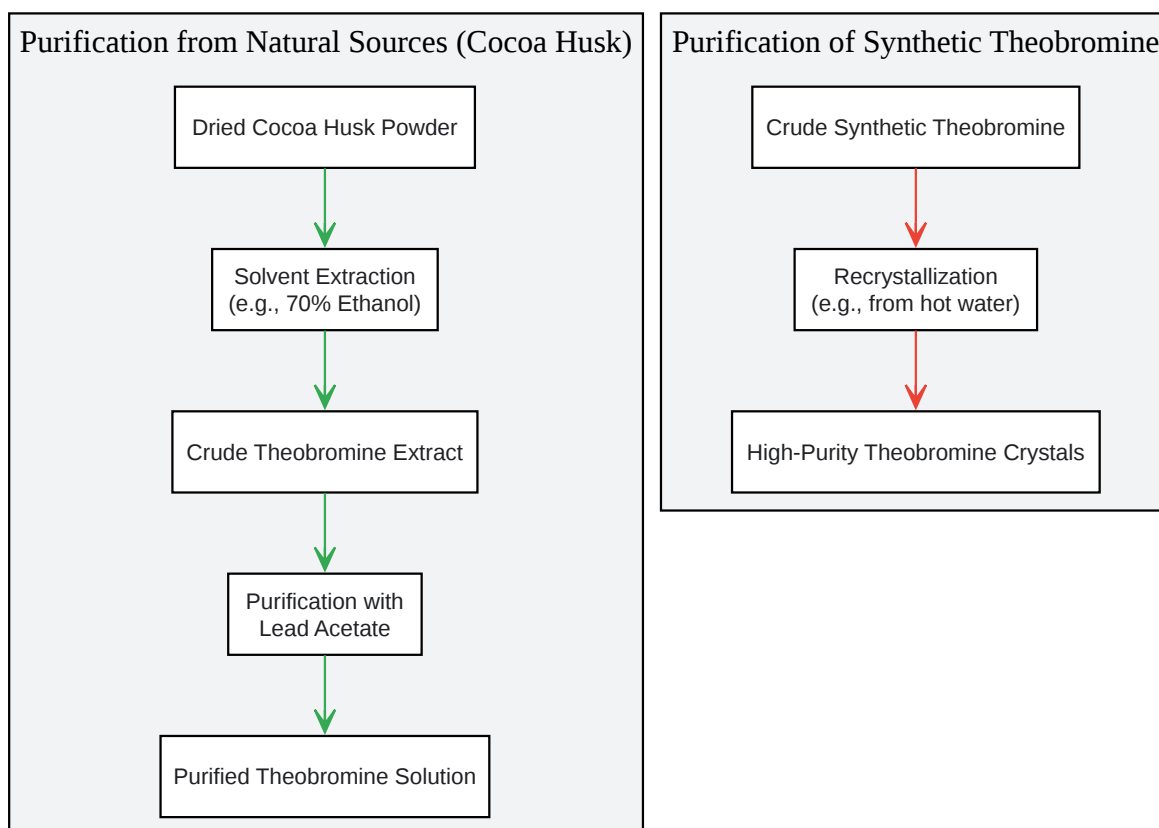 Purification from Natural Sources (Cocoa Husk)
Dried Cocoa Husk Powder
Solvent Extraction
(e.g., 70% Ethanol)
Crude Theobromine Extract
Purification with
Lead Acetate
Purified Theobromine Solution
Purification of Synthetic Theobromine
Crude Synthetic Theobromine
Recrystallization
(e.g., from hot water)
High-Purity Theobromine Crystals